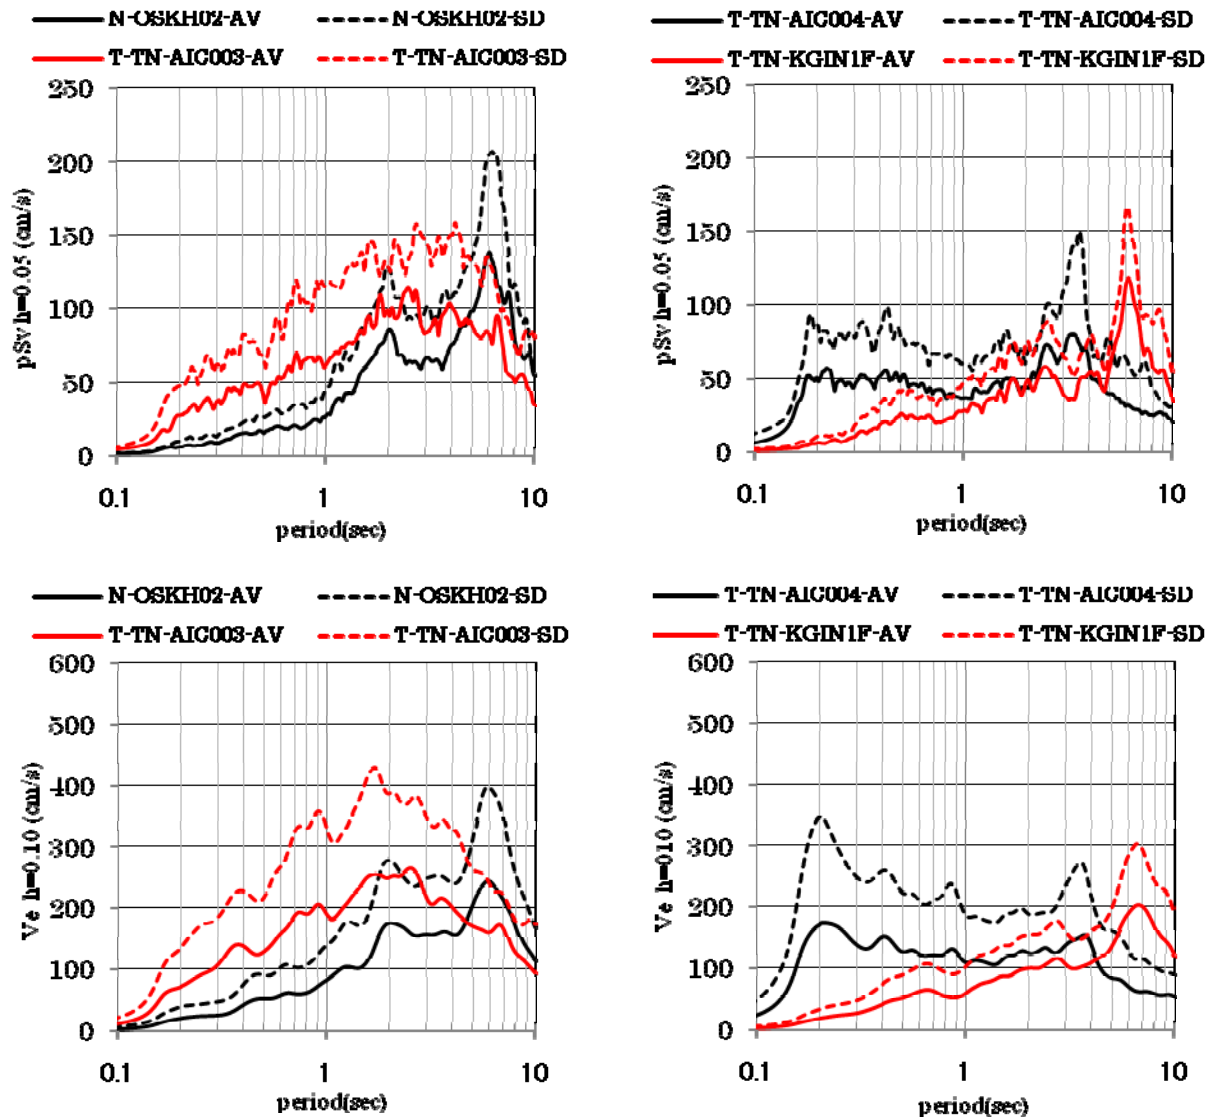 N-OSKH02-AV N-OSKH02-SD
T-TN-AIC003-AV T-TN-AIC003-SD
250
200
150
100
50
0
pSv h=0.05 (cm/s)
0.1 1 10
period(sec)
T-TN-AIC004-AV T-TN-AIC004-SD
T-TN-KGIN1F-AV T-TN-KGIN1F-SD
250
200
150
100
50
0
pSv h=0.05 (cm/s)
0.1 1 10
period(sec)
N-OSKH02-AV N-OSKH02-SD
T-TN-AIC003-AV T-TN-AIC003-SD
600
500
400
300
200
100
0
Ve h=0.10 (cm/s)
0.1 1 10
period(sec)
T-TN-AIC004-AV T-TN-AIC004-SD
T-TN-KGIN1F-AV T-TN-KGIN1F-SD
600
500
400
300
200
100
0
Ve h=010 (cm/s)
0.1 1 10
period(sec)